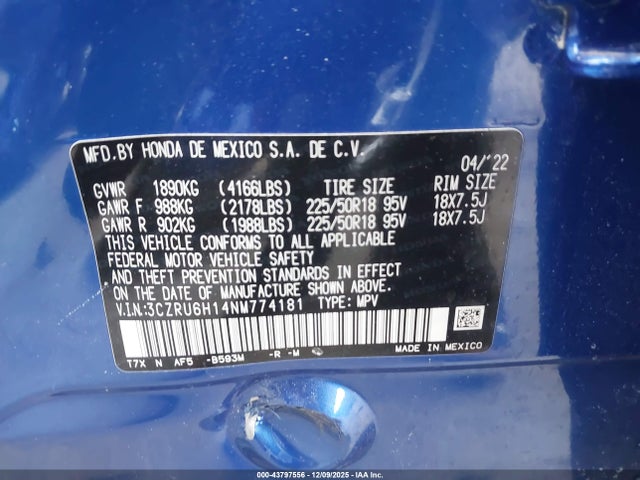 MFD.BY HONDA DE MEXICO S.A. DE C.V.
04/'22
GVWR 1890KG (4166LBS) TIRE SIZE RIM SIZE
GAWR F 988KG (2178LBS) 225/50R18 95V 18X7.5J
GAWR R 902KG (1988LBS) 225/50R18 95V 18X7.5J
THIS VEHICLE CONFORMS TO ALL APPLICABLE
FEDERAL MOTOR VEHICLE SAFETY
AND THEFT PREVENTION STANDARDS IN EFFECT
ON THE DATE OF MANUFACTURE SHOWN ABOVE.
V.I.N:3CZRU6H14NM774181 TYPE: MPV
T7X N AF5 -B593M -R -M
MADE IN MEXICO
000-43797556 - 12/09/2025 - IAA Inc.